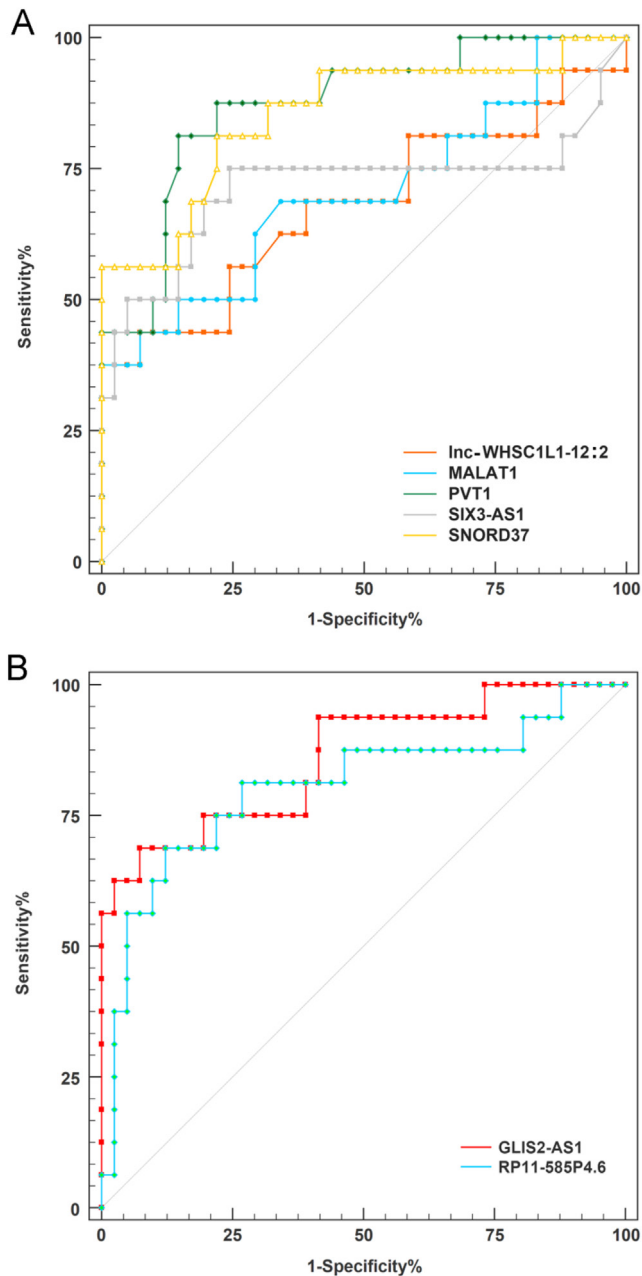 A
100
75
50
25
0
Sensitivity%
lnc-WHSC1L1-12:2
MALAT1
PVT1
SIX3-AS1
SNORD37
0 25 50 75 100
1-Specificity%
B
100
75
50
25
0
Sensitivity%
GLIS2-AS1
RP11-585P4.6
0 25 50 75 100
1-Specificity%